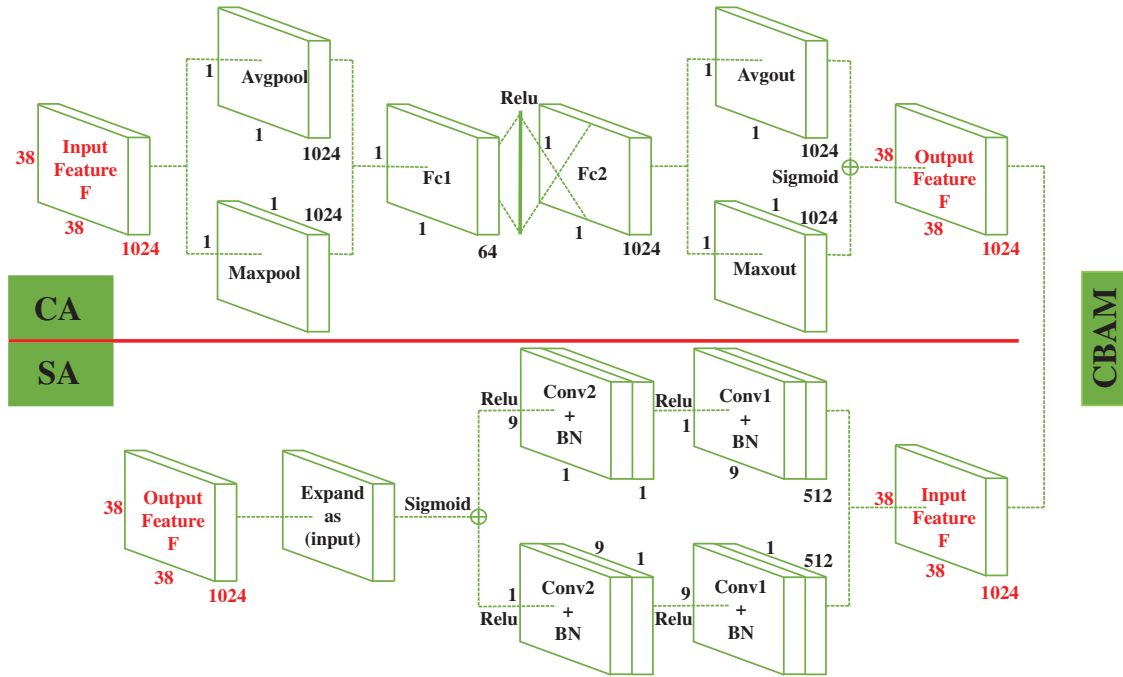 Avgpool
1
1
1024
Input
Feature
F
38
38
1024
Maxpool
1
1
1024
Fc1
1
1
64
Relu
Fc2
1
1
1024
Avgout
1
1
1024
Maxout
1
1
1024
Sigmoid
Output
Feature
F
38
38
1024
CA
SA
CBAM
Output
Feature
F
38
38
1024
Expand
as
(input)
Sigmoid
Relu
9
Conv2
+
BN
1
1
Relu
1
Conv1
+
BN
9
512
1
Relu
Conv2
+
BN
9
1
9
Relu
Conv1
+
BN
1
512
Input
Feature
F
38
38
1024